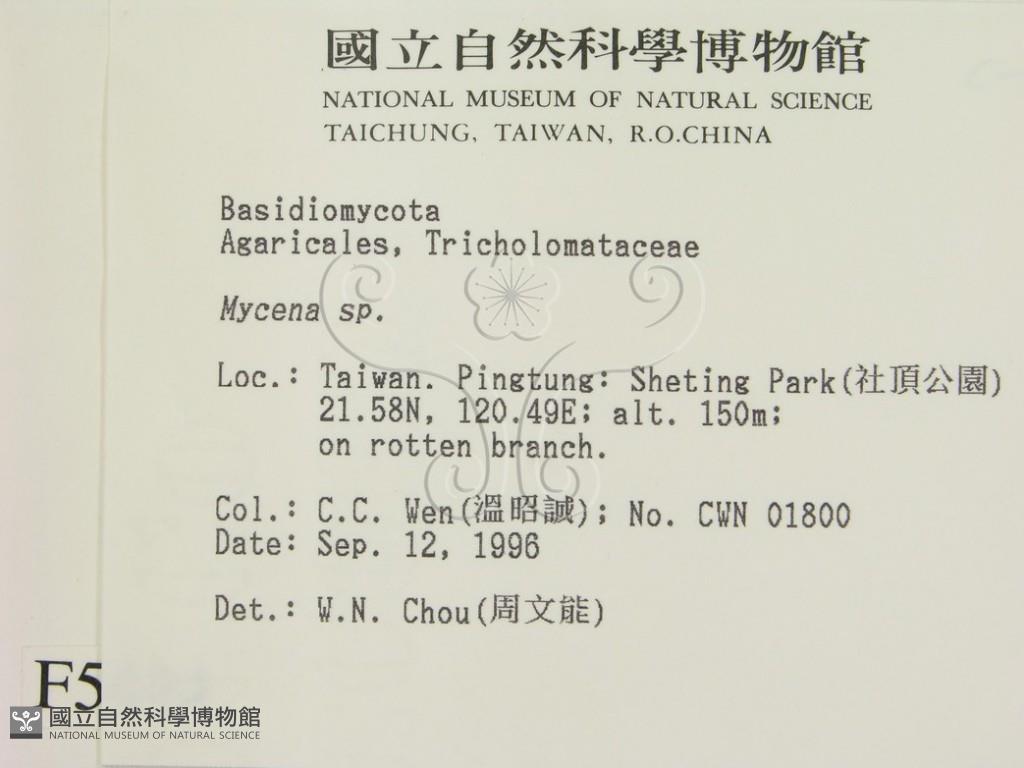 國立自然科學博物館
NATIONAL MUSEUM OF NATURAL SCIENCE
TAICHUNG, TAIWAN, R.O.CHINA
Basidiomycota
Agaricales, Tricholomataceae
Mycena sp.
Loc.: Taiwan. Pingtung: Sheting Park(社頂公園)
21.58N, 120.49E; alt. 150m;
on rotten branch.
Col.: C.C. Wen(溫昭誠); No. CWN 01800
Date: Sep. 12, 1996
Det.: W.N. Chou(周文能)
F5
國立自然科學博物館
NATIONAL MUSEUM OF NATURAL SCIENCE